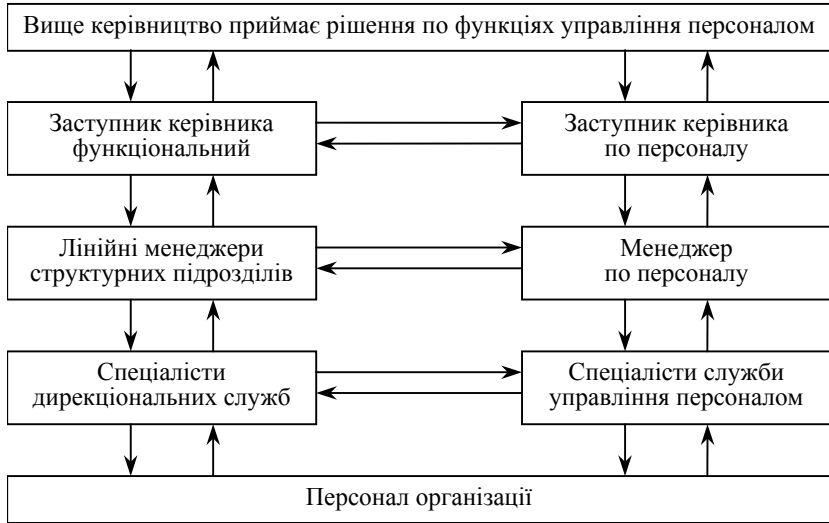 Вище керівництво приймає рішення по функціях управління персоналом
Заступник керівника
функціональний
Заступник керівника
по персоналу
Лінійні менеджери
структурних підрозділів
Менеджер
по персоналу
Спеціалісти
дирекціональних служб
Спеціалісти служби
управління персоналом
Персонал організації